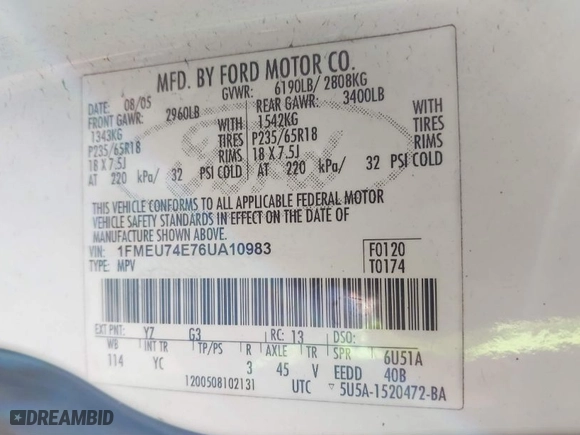 MFD. BY FORD MOTOR CO.
DATE: 08/05 GVWR: 6190LB/ 2808KG
FRONT GAWR: 2960LB REAR GAWR: 3400LB
1343KG WITH 1542KG WITH
P235/65R18 TIRES P235/65R18 TIRES
18 X 7.5J RIMS 18 X 7.5J RIMS
AT 220 kPa/ 32 PSI COLD AT 220 kPa/ 32 PSI COLD
THIS VEHICLE CONFORMS TO ALL APPLICABLE FEDERAL MOTOR
VEHICLE SAFETY STANDARDS IN EFFECT ON THE DATE OF
MANUFACTURE SHOWN ABOVE.
VIN: 1FMEU74E76UA10983 F0120
TYPE: MPV T0174
EXT PNT: Y7 G3 RC: 13 DSO:
WB INT TR TP/PS R AXLE TR SPR 6U51A
114 YC 3 45 V EEDD 40B
1200508102131 UTC ▽ 5U5A-1520472-BA
Ford
DREAMBID